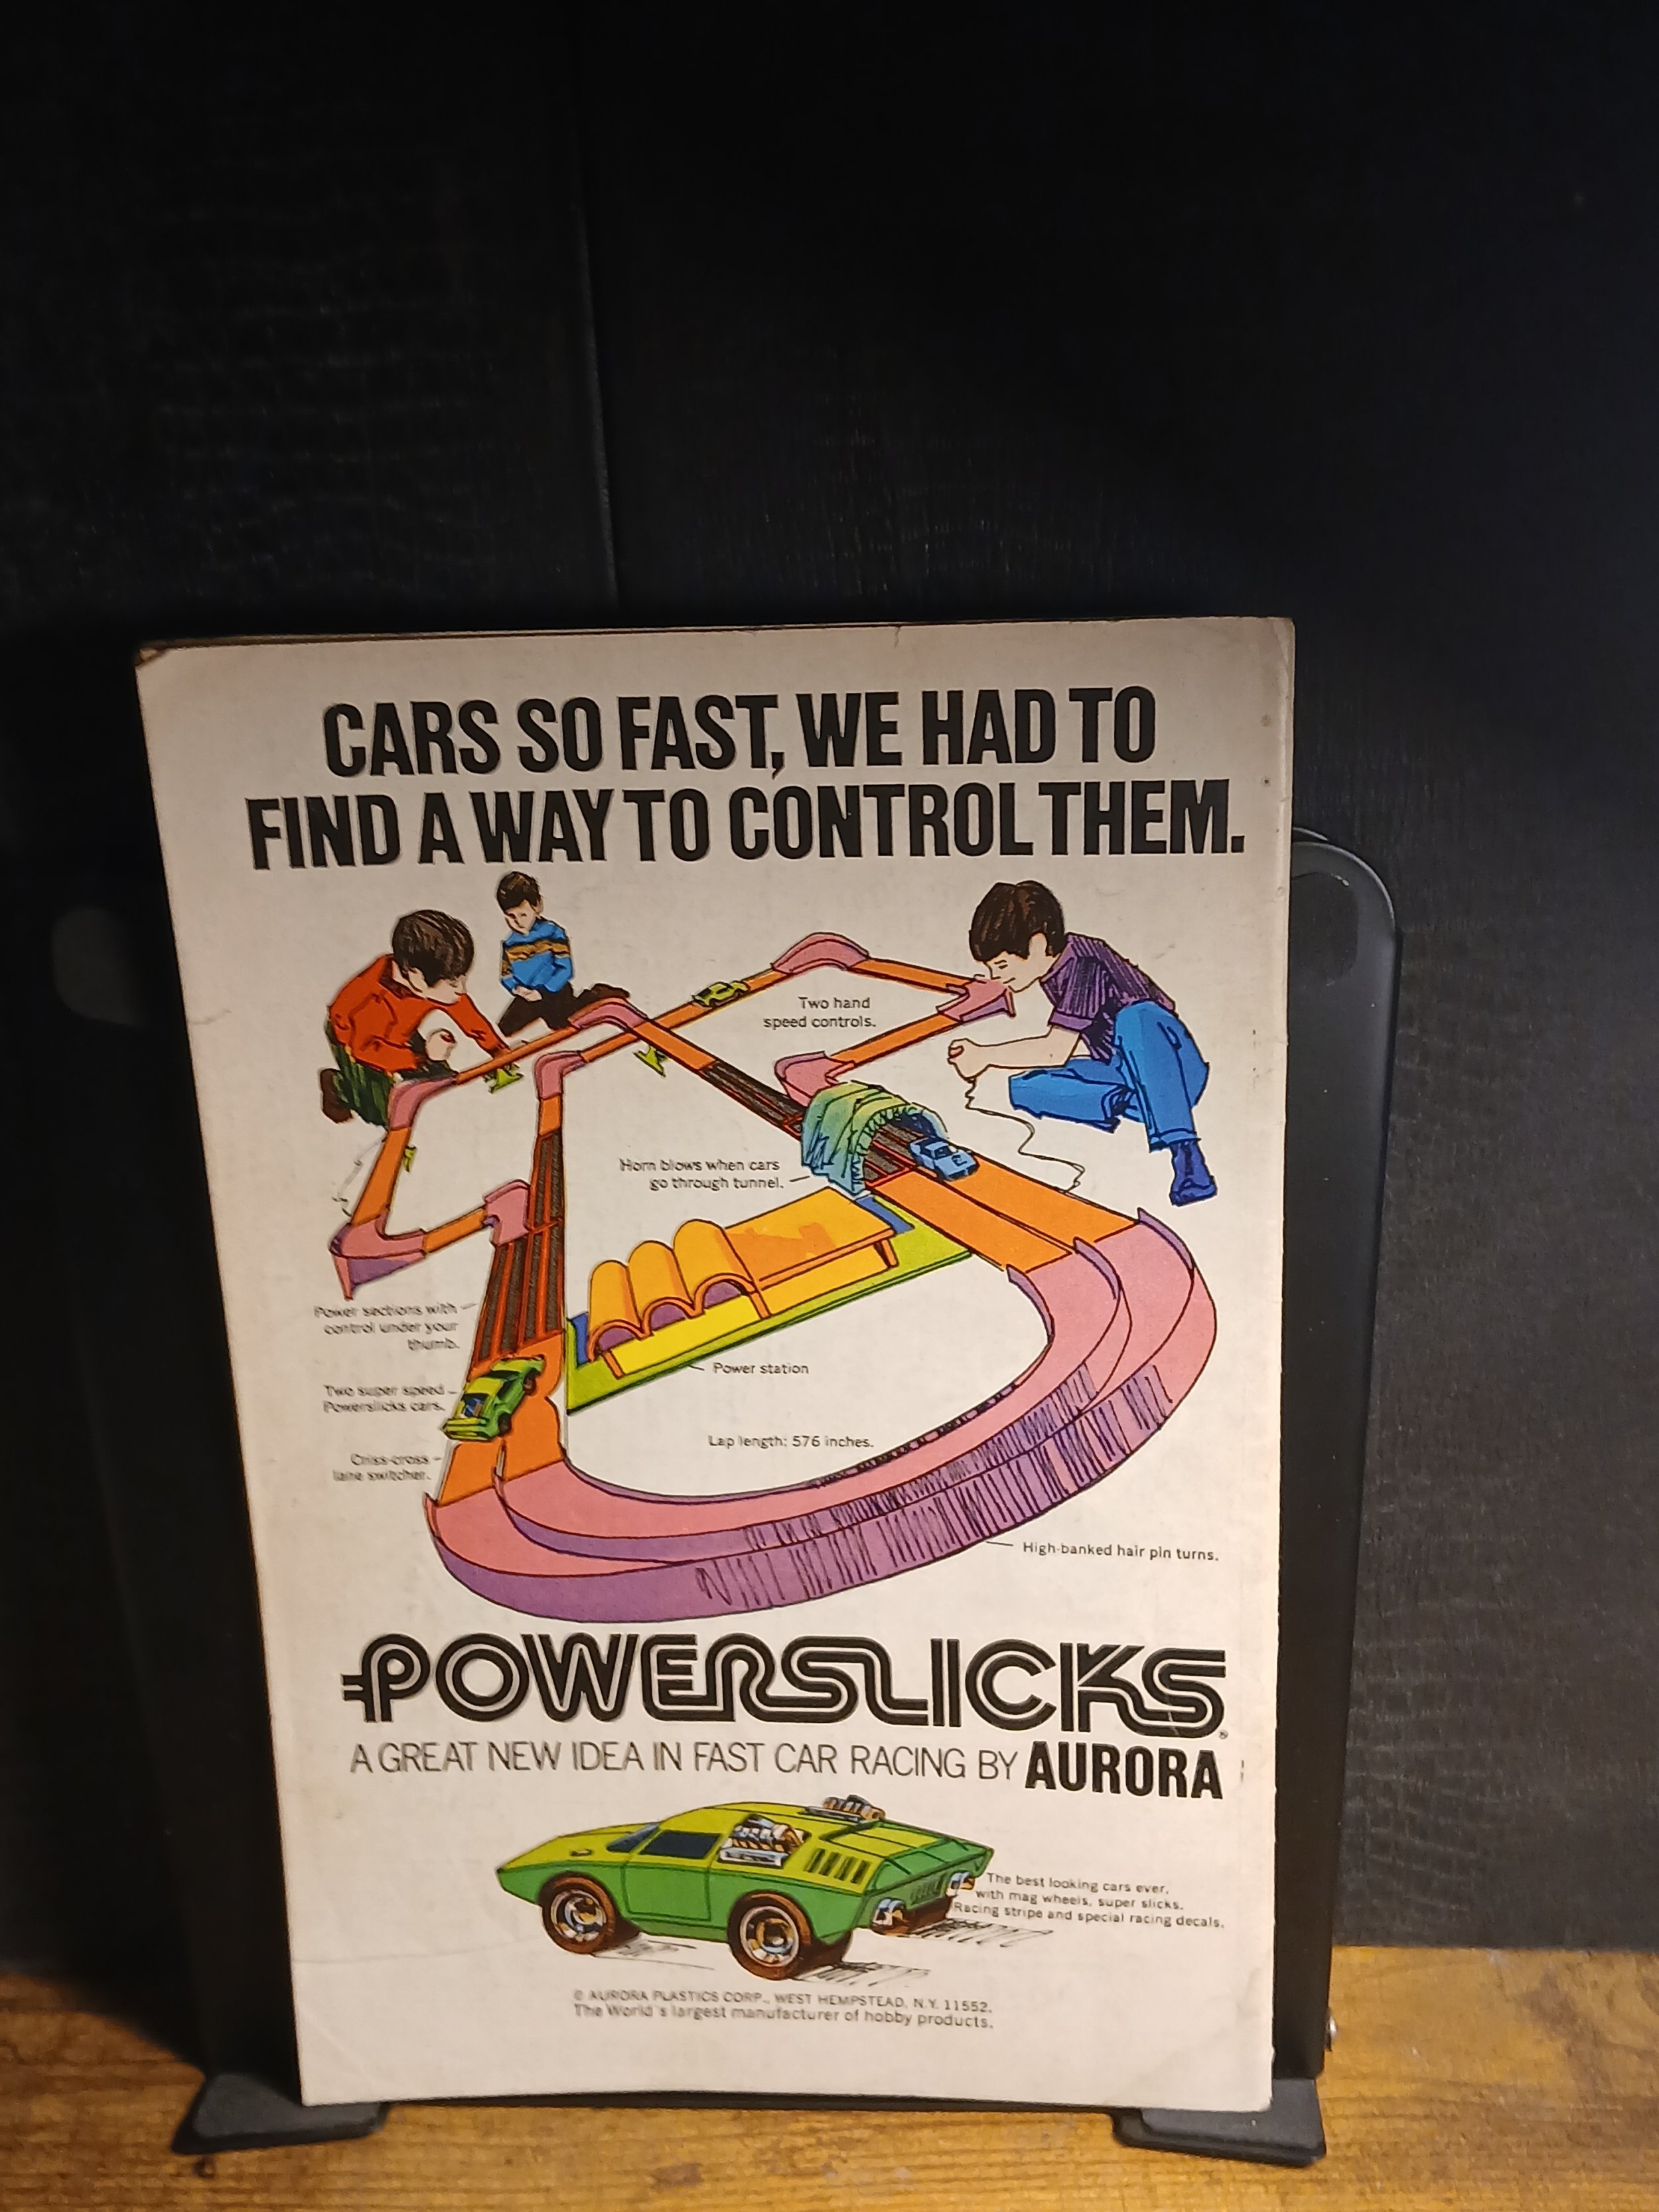 CARS SO FAST, WE HAD TO
FIND A WAY TO CONTROL THEM.
Two hand
speed controls.
Horn blows when cars
go through tunnel.
Power sections with
control under your
thumb.
Power station
Two super speed
Powerslicks cars.
Lap length: 576 inches.
Criss-cross
lane switcher.
High-banked hair pin turns.
POWERSLICKS®
A GREAT NEW IDEA IN FAST CAR RACING BY AURORA
The best looking cars ever,
with mag wheels, super slicks.
Racing stripe and special racing decals.
© AURORA PLASTICS CORP., WEST HEMPSTEAD, N.Y. 11552.
The World's largest manufacturer of hobby products.